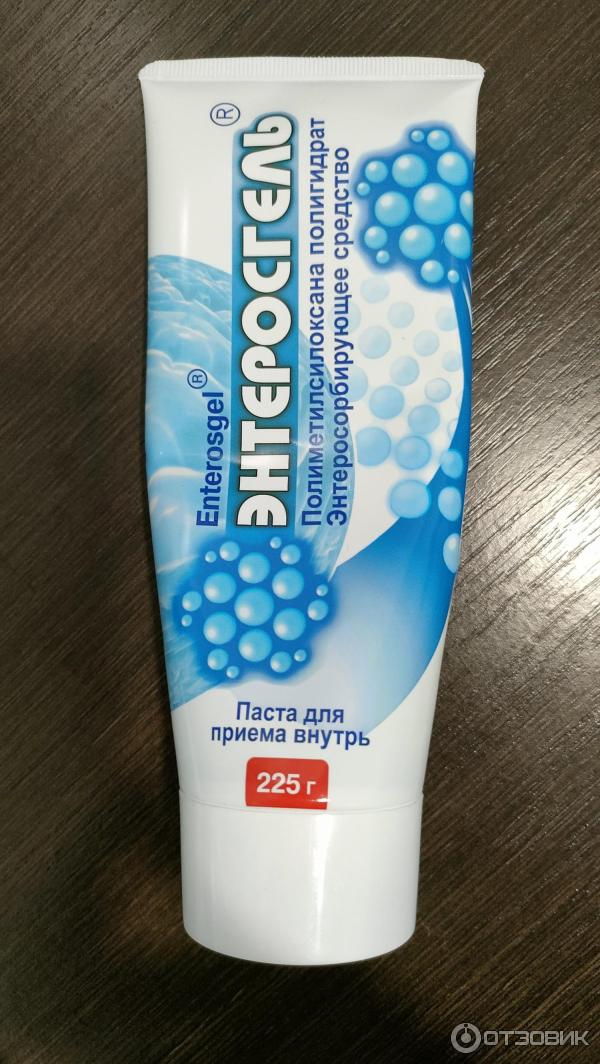 Enterosgel®
ЭНТЕРОСГЕЛЬ®
Полиметилсилоксана полигидрат
Энтеросорбирующее средство
Паста для
приема внутрь
225 г
ОТЗОВИК